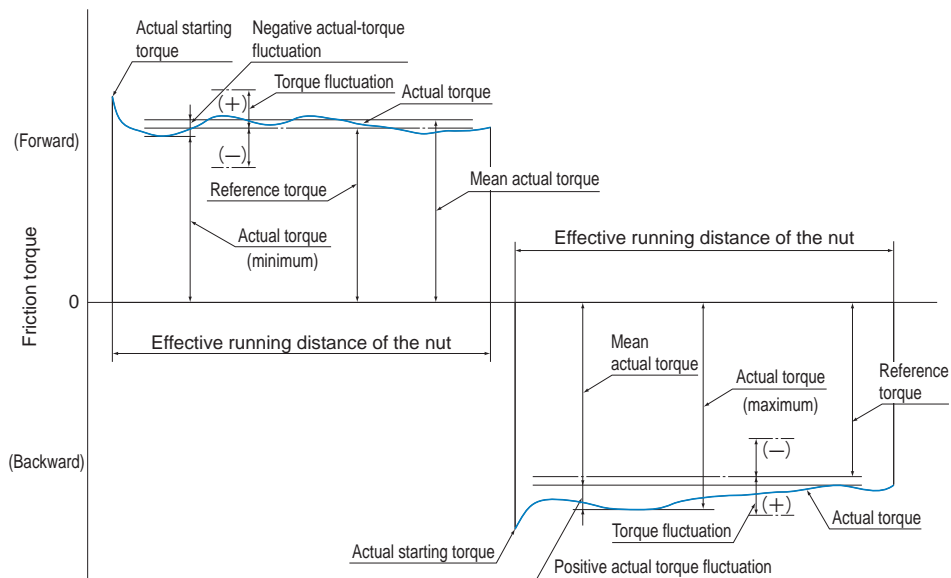 Actual starting
torque
Negative actual-torque
fluctuation
Torque fluctuation
(+)
Actual torque
(Forward)
(−)
Reference torque
Mean actual torque
Actual torque
(minimum)
Effective running distance of the nut
Friction torque
0
Effective running distance of the nut
Mean
actual torque
Actual torque
(maximum)
Reference
torque
(Backward)
(−)
(+)
Torque fluctuation
Actual torque
Actual starting torque
Positive actual torque fluctuation